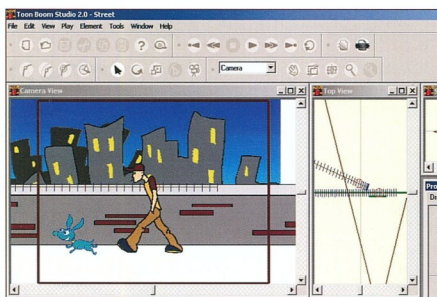 Toon Boom Studio 2.0 - Street
File Edit View Play Element Tools Window Help
Camera
Camera View
Top View
Pro